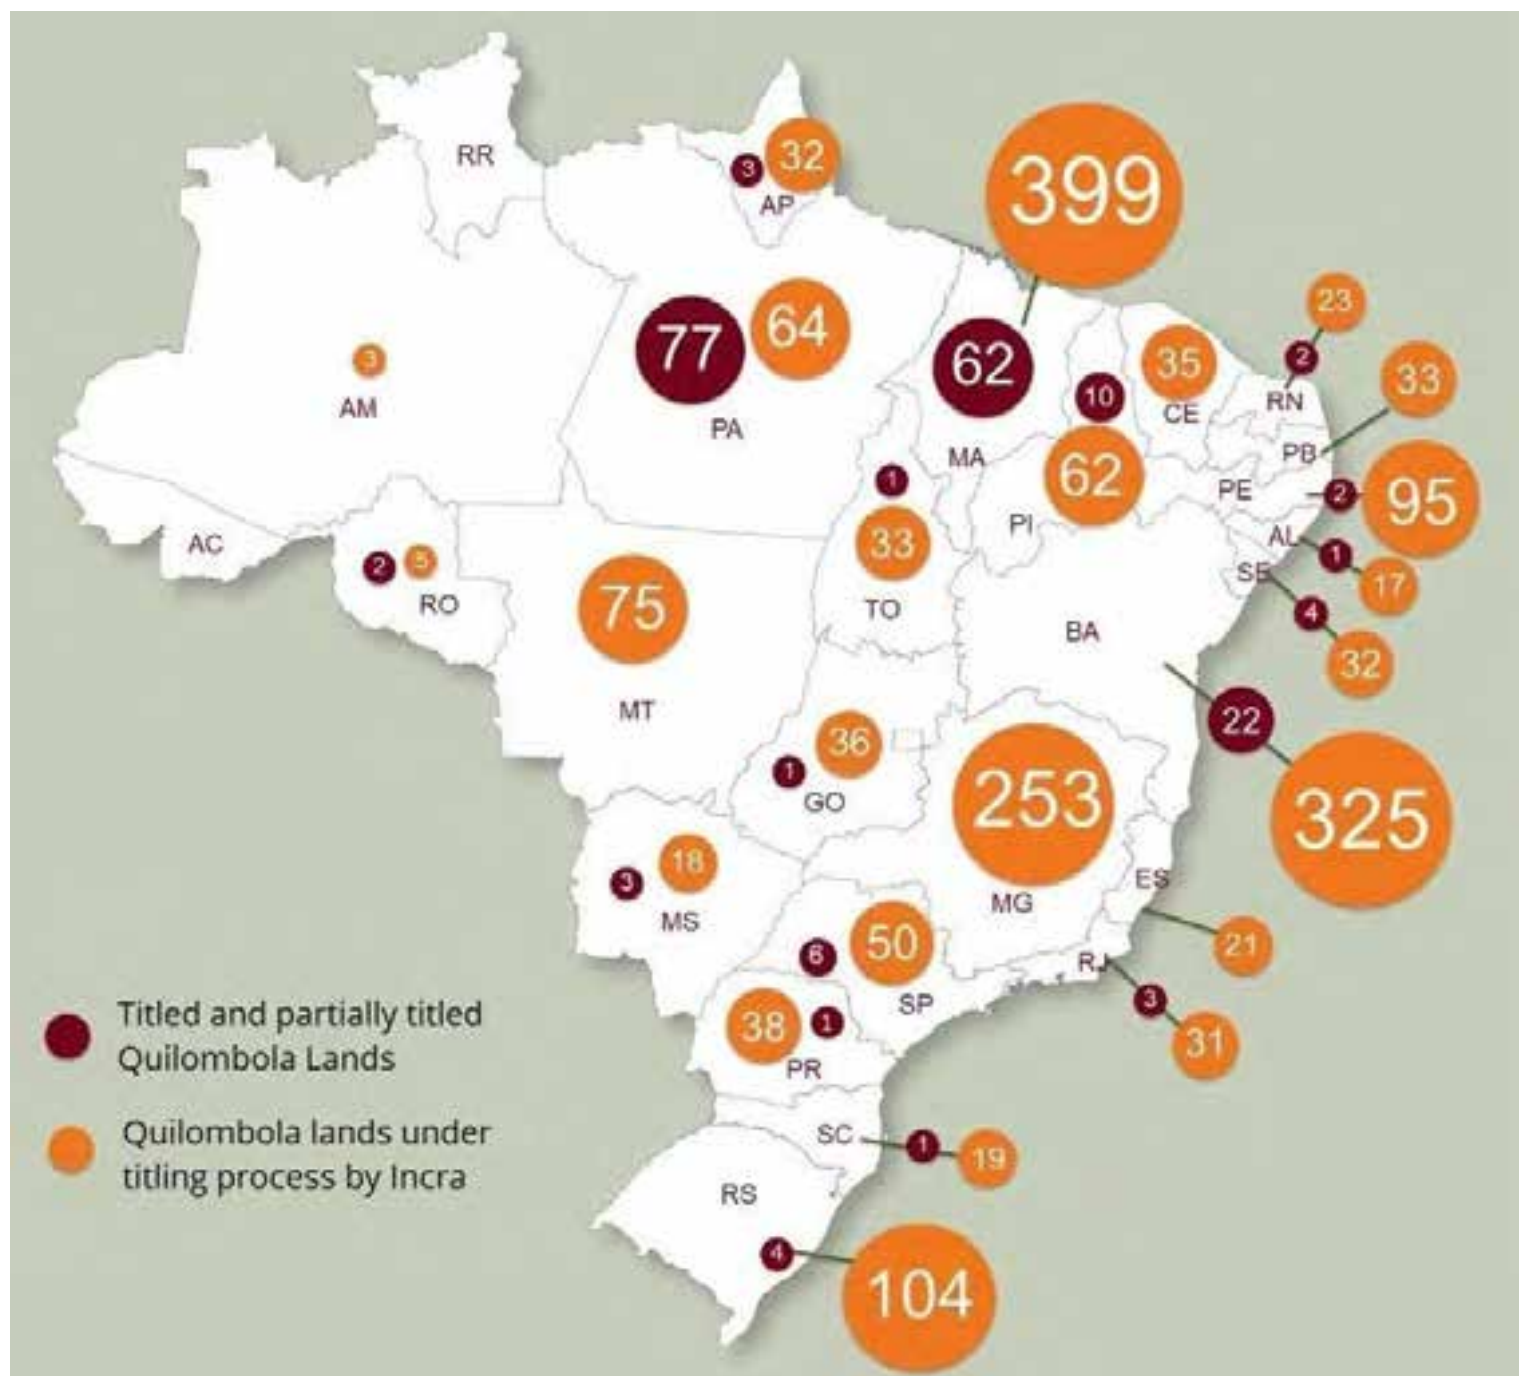 RR
3
32
AP
399
3
AM
77
64
PA
62
MA
10
62
PI
35
CE
23
2
RN
33
PB
PE
2
95
AL
1
17
SE
4
32
AC
2
5
RO
75
MT
1
33
TO
BA
22
325
36
1
GO
253
MG
ES
21
3
18
MS
6
50
SP
RJ
3
31
38
1
PR
SC
1
19
RS
4
104
Titled and partially titled
Quilombola Lands
Quilombola lands under
titling process by Incra